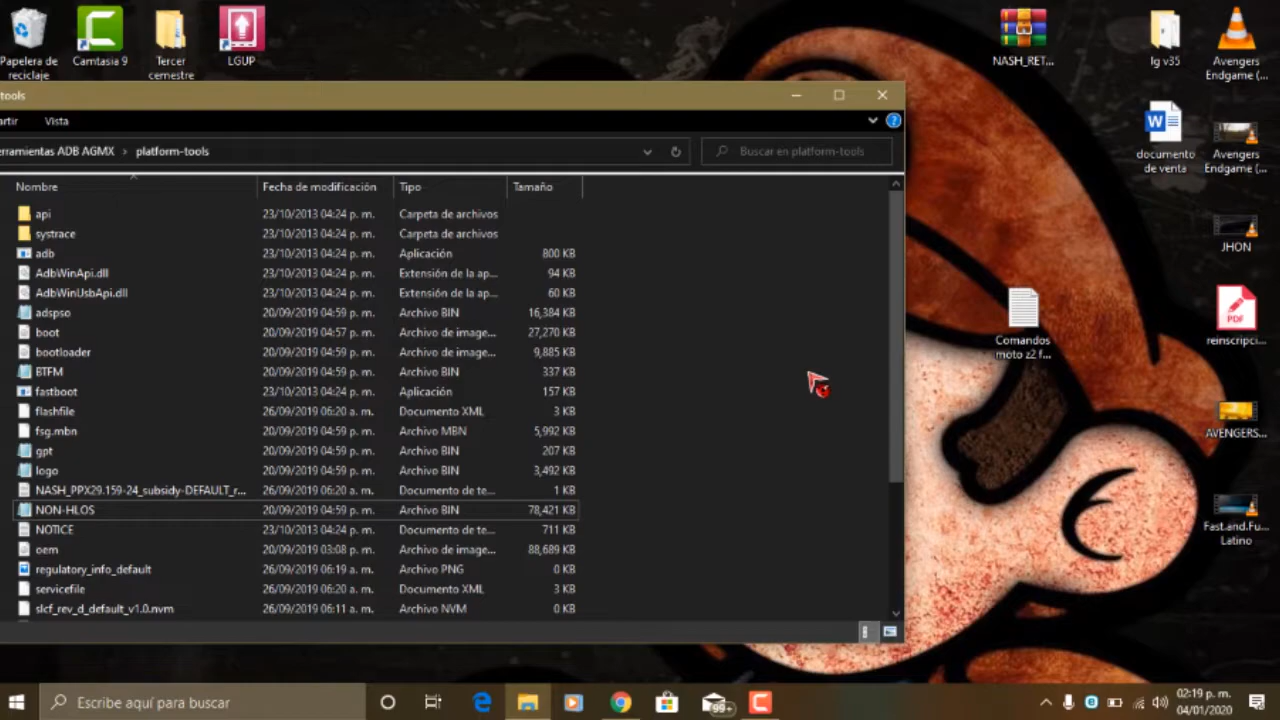 Papelera de
reciclaje
Camtasia 9
Tercer
cemestre
LGUP
NASH_RET...
lg v35
Avengers
Endgame (...
tools
artir
Vista
?
erramientas ADB AGMX > platform-tools
Buscar en platform-tools
documento
de venta
Avengers
Endgame (...
Nombre Fecha de modificación Tipo Tamaño
api 23/10/2013 04:24 p. m. Carpeta de archivos
systrace 23/10/2013 04:24 p. m. Carpeta de archivos
adb 23/10/2013 04:24 p. m. Aplicación 800 KB
AdbWinApi.dll 23/10/2013 04:24 p. m. Extensión de la ap... 94 KB
AdbWinUsbApi.dll 23/10/2013 04:24 p. m. Extensión de la ap... 60 KB
adspso 20/09/2019 04:59 p. m. Archivo BIN 16,384 KB
boot 20/09/2019 08:57 p. m. Archivo de image... 27,270 KB
bootloader 20/09/2019 04:59 p. m. Archivo de image... 9,885 KB
BTFM 20/09/2019 04:59 p. m. Archivo BIN 337 KB
fastboot 23/10/2013 04:24 p. m. Aplicación 157 KB
flashfile 26/09/2019 06:20 a. m. Documento XML 3 KB
fsg.mbn 20/09/2019 04:59 p. m. Archivo MBN 5,992 KB
gpt 20/09/2019 04:59 p. m. Archivo BIN 207 KB
logo 20/09/2019 04:59 p. m. Archivo BIN 3,492 KB
NASH_PPX29.159-24_subsidy-DEFAULT_r... 26/09/2019 06:20 a. m. Documento de te... 1 KB
NON-HLOS 20/09/2019 04:59 p. m. Archivo BIN 78,421 KB
NOTICE 23/10/2013 04:24 p. m. Documento de te... 711 KB
oem 20/09/2019 03:08 p. m. Archivo de image... 88,689 KB
regulatory_info_default 26/09/2019 06:19 a. m. Archivo PNG 0 KB
servicefile 26/09/2019 06:20 a. m. Documento XML 3 KB
slcf_rev_d_default_v1.0.nvm 26/09/2019 06:11 a. m. Archivo NVM 0 KB
JHON
Comandos
moto z2 f...
PDF
reinscripci...
AVENGERS...
Fast.and.Fu...
Latino
Escribe aquí para buscar
99+
02:19 p. m.
04/01/2020